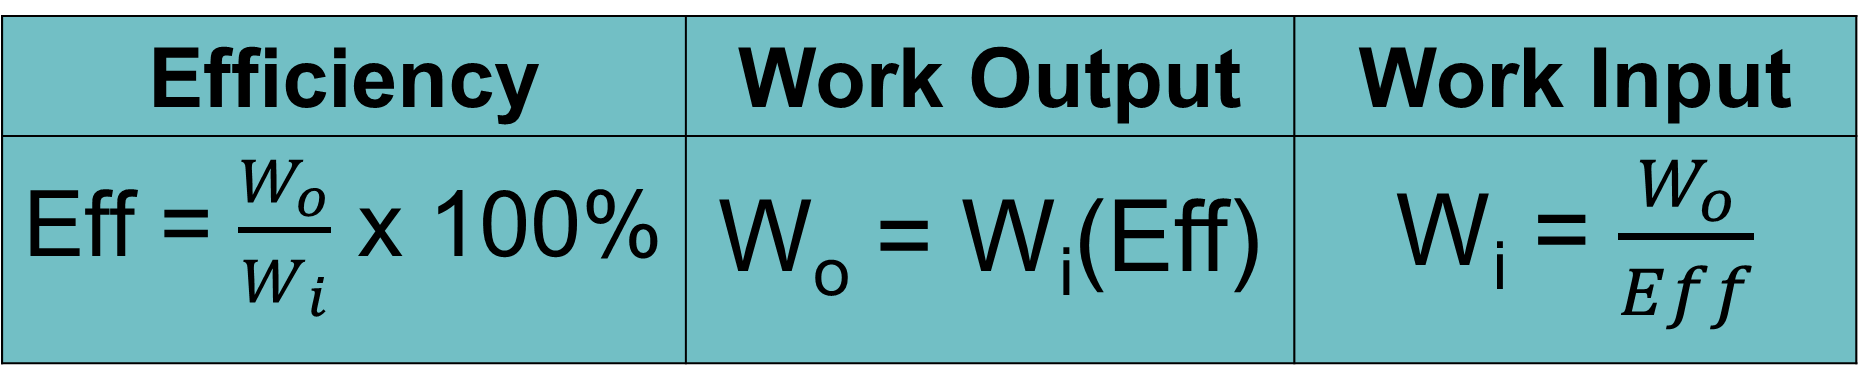 Efficiency Work Output Work Input
Eff = Wₒ/Wᵢ x 100% Wₒ = Wᵢ(Eff) Wᵢ = Wₒ/Eff